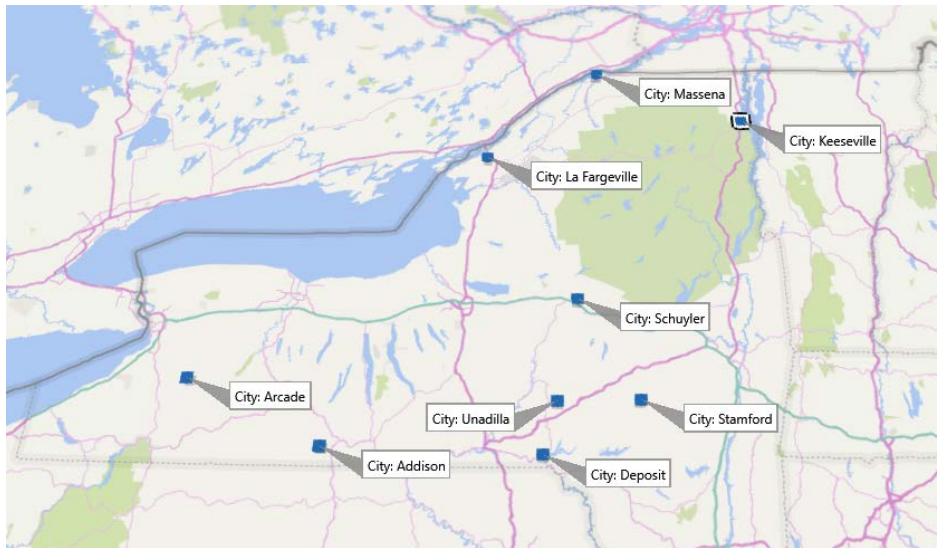 City: Massena
City: Keeseville
City: La Fargeville
City: Schuyler
City: Arcade
City: Unadilla
City: Stamford
City: Addison
City: Deposit